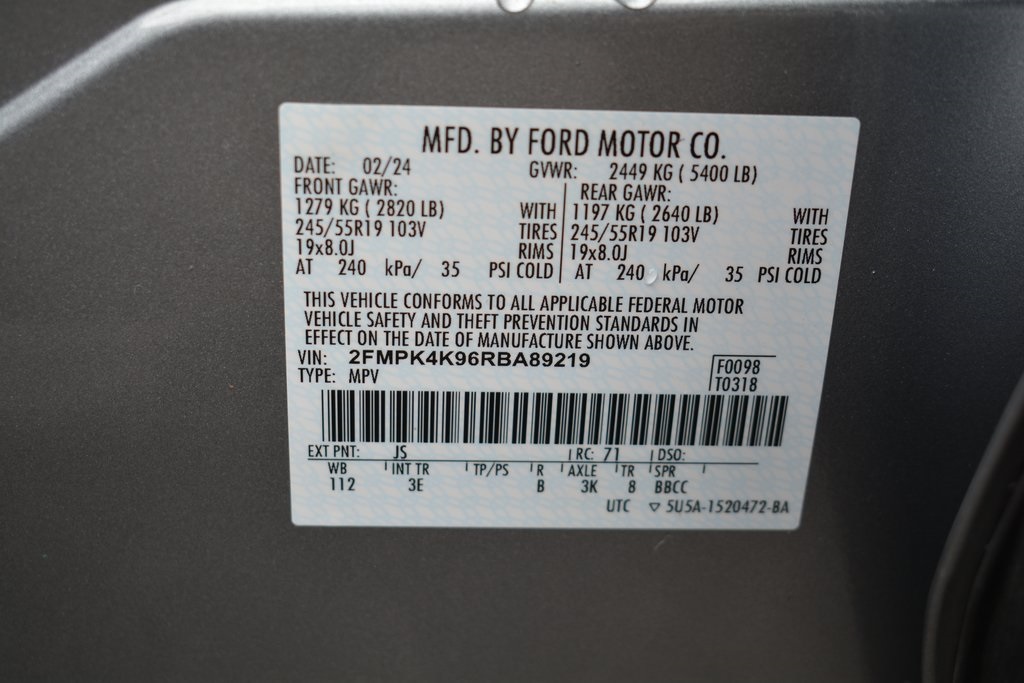 MFD. BY FORD MOTOR CO.
DATE: 02/24 GVWR: 2449 KG ( 5400 LB)
FRONT GAWR: REAR GAWR:
1279 KG ( 2820 LB) WITH 1197 KG ( 2640 LB) WITH
245/55R19 103V TIRES 245/55R19 103V TIRES
19x8.0J RIMS 19x8.0J RIMS
AT 240 kPa/ 35 PSI COLD AT 240 kPa/ 35 PSI COLD
THIS VEHICLE CONFORMS TO ALL APPLICABLE FEDERAL MOTOR
VEHICLE SAFETY AND THEFT PREVENTION STANDARDS IN
EFFECT ON THE DATE OF MANUFACTURE SHOWN ABOVE.
VIN: 2FMPK4K96RBA89219 F0098
TYPE: MPV T0318
EXT PNT: JS RC: 71 DSO:
WB INT TR TP/PS R AXLE TR SPR
112 3E B 3K 8 BBCC
UTC ▽ 5U5A-1520472-BA